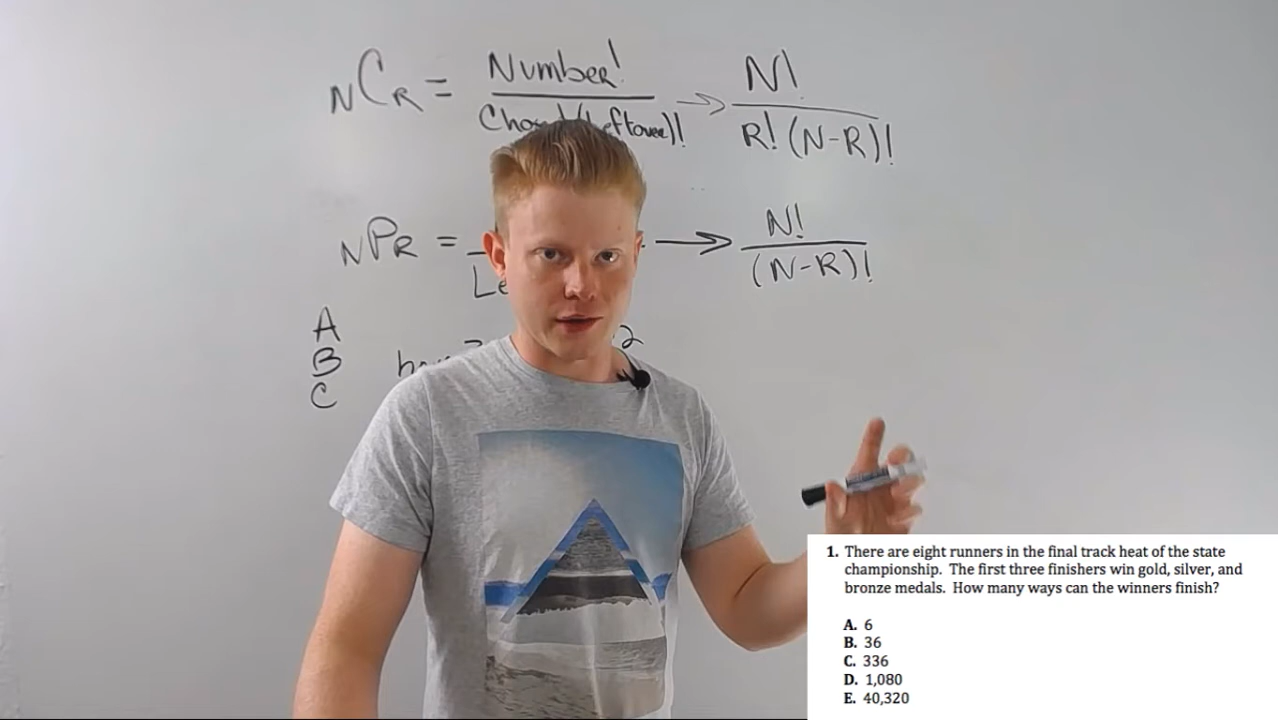 NCR = Number! → N!
R! (N-R)!
NPR = → N!
(N-R)!
A
B
C
1. There are eight runners in the final track heat of the state
championship. The first three finishers win gold, silver, and
bronze medals. How many ways can the winners finish?
A. 6
B. 36
C. 336
D. 1,080
E. 40,320